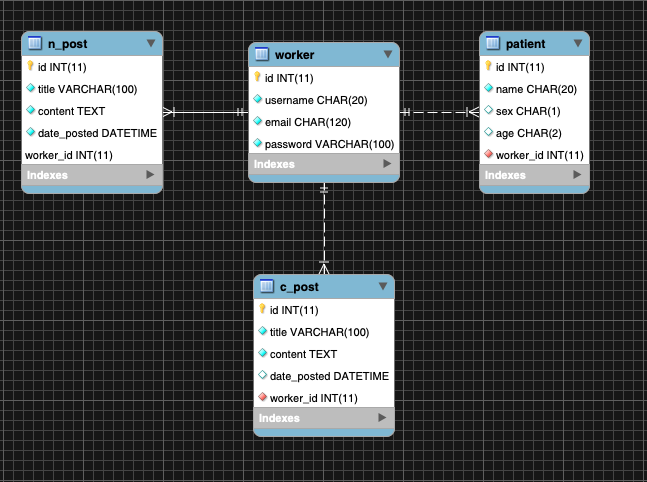 n_post
id INT(11)
title VARCHAR(100)
content TEXT
date_posted DATETIME
worker_id INT(11)
Indexes
worker
id INT(11)
username CHAR(20)
email CHAR(120)
password VARCHAR(100)
Indexes
patient
id INT(11)
name CHAR(20)
sex CHAR(1)
age CHAR(2)
worker_id INT(11)
Indexes
c_post
id INT(11)
title VARCHAR(100)
content TEXT
date_posted DATETIME
worker_id INT(11)
Indexes